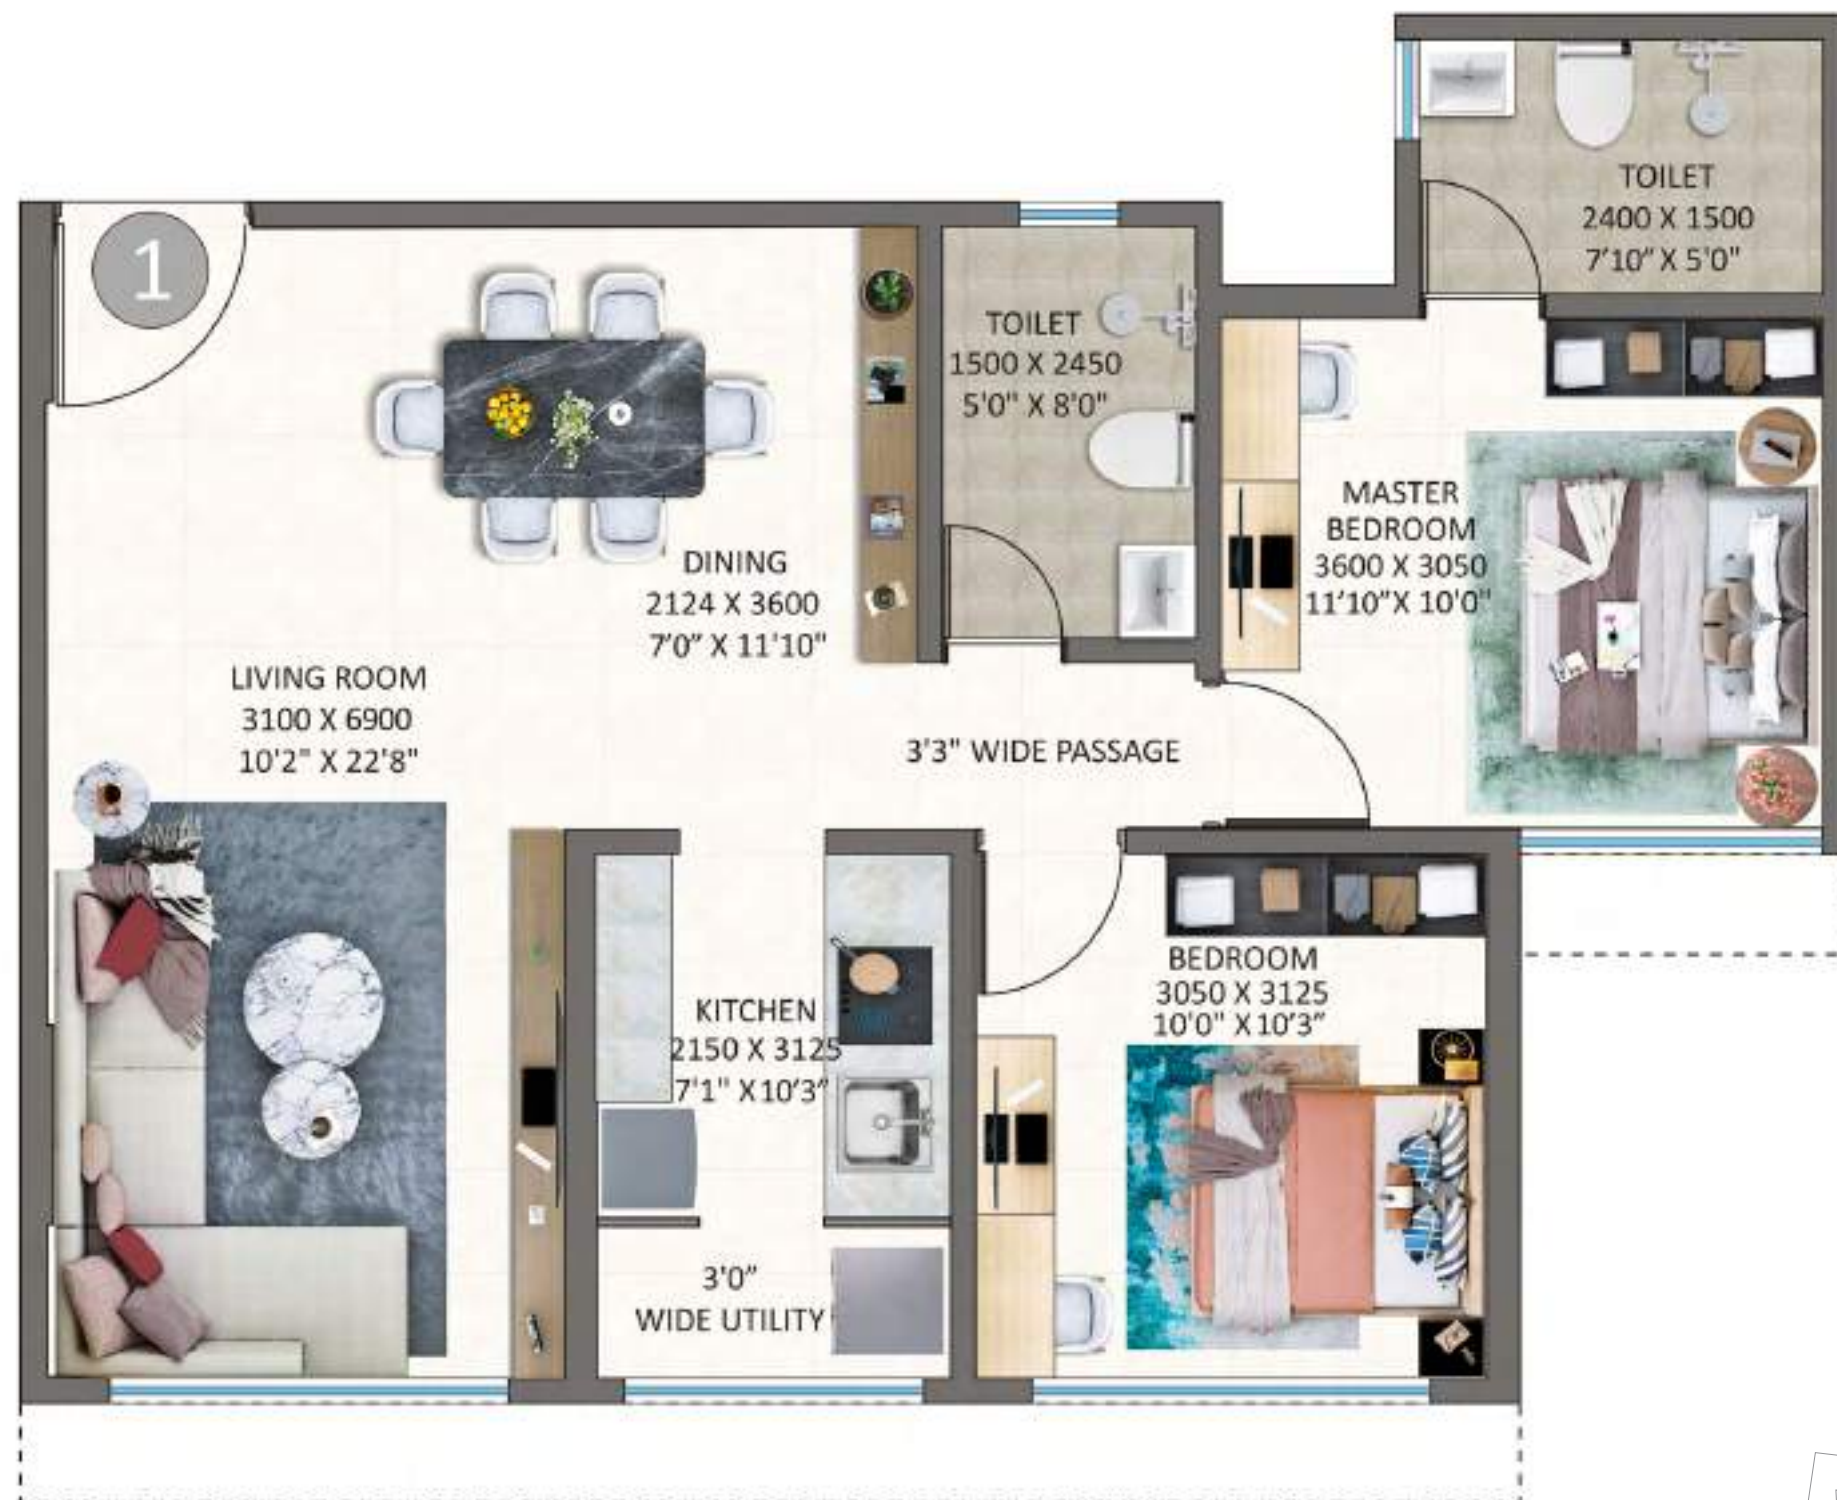 1
TOILET
2400 X 1500
7'10" X 5'0"
TOILET
1500 X 2450
5'0" X 8'0"
MASTER
BEDROOM
3600 X 3050
11'10"X 10'0"
DINING
2124 X 3600
7'0" X 11'10"
LIVING ROOM
3100 X 6900
10'2" X 22'8"
3'3" WIDE PASSAGE
KITCHEN
2150 X 3125
7'1" X10'3"
BEDROOM
3050 X 3125
10'0" X10'3"
3'0"
WIDE UTILITY